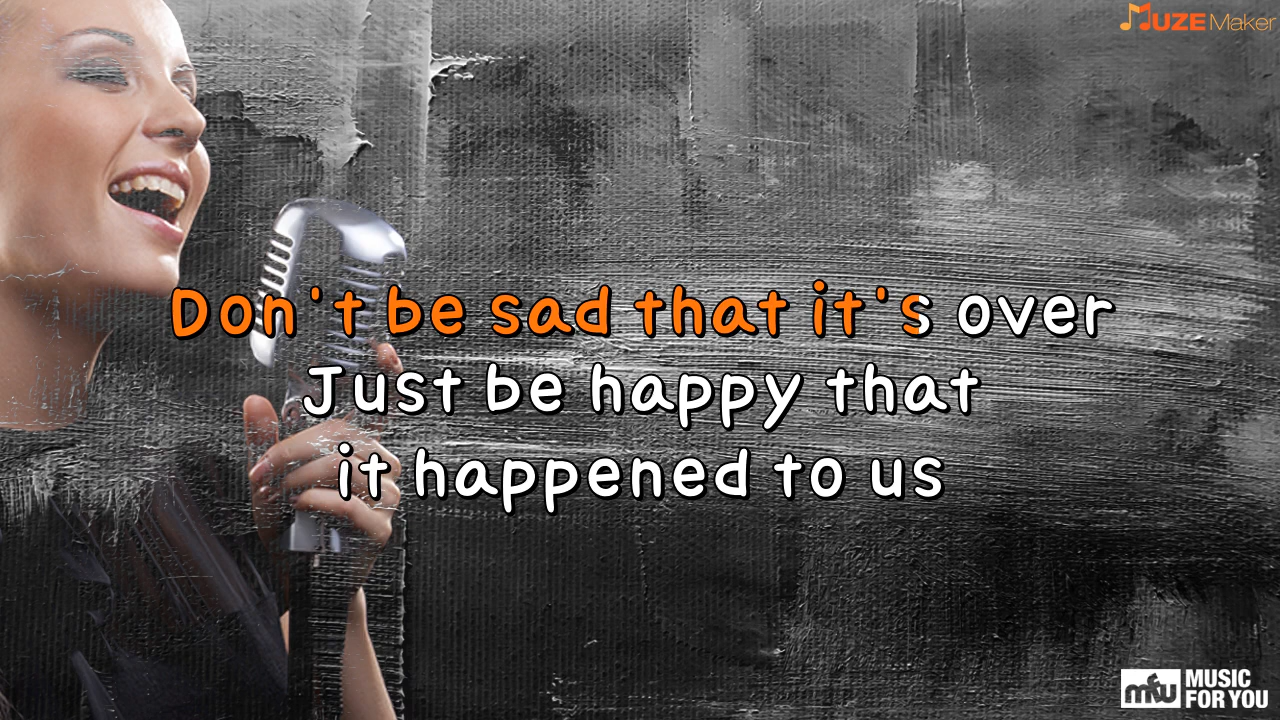 MUZE Maker
Don't be sad that it's over
Just be happy that
it happened to us
mfu MUSIC
FOR YOU